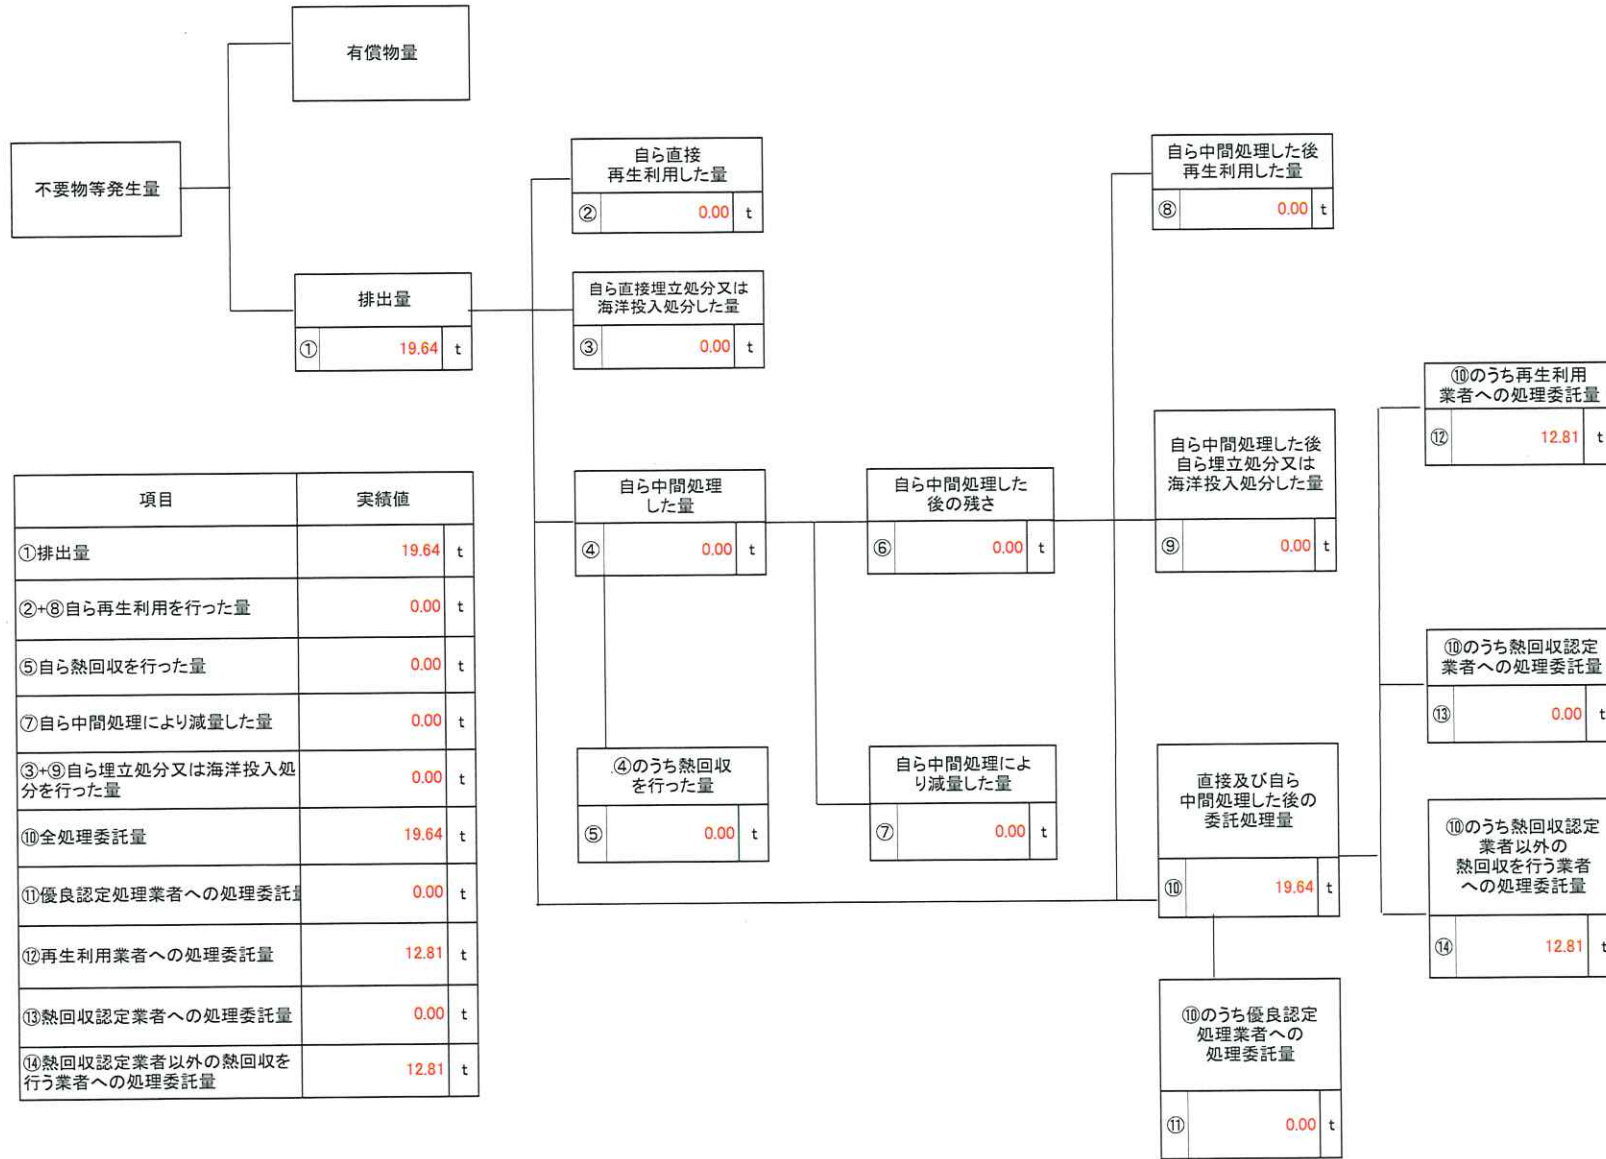 有償物量
不要物等発生量
排出量
① 19.64 t
自ら直接
再生利用した量
② 0.00 t
自ら直接埋立処分又は
海洋投入処分した量
③ 0.00 t
自ら中間処理
した量
④ 0.00 t
④のうち熱回収
を行った量
⑤ 0.00 t
自ら中間処理した
後の残さ
⑥ 0.00 t
自ら中間処理によ
り減量した量
⑦ 0.00 t
自ら中間処理した後
再生利用した量
⑧ 0.00 t
自ら中間処理した後
自ら埋立処分又は
海洋投入処分した量
⑨ 0.00 t
直接及び自ら
中間処理した後の
委託処理量
⑩ 19.64 t
⑩のうち優良認定
処理業者への
処理委託量
⑪ 0.00 t
⑩のうち再生利用
業者への処理委託量
⑫ 12.81 t
⑩のうち熱回収認定
業者への処理委託量
⑬ 0.00 t
⑩のうち熱回収認定
業者以外の
熱回収を行う業者
への処理委託量
⑭ 12.81 t
項目 実績値
①排出量 19.64 t
②+⑧自ら再生利用を行った量 0.00 t
⑤自ら熱回収を行った量 0.00 t
⑦自ら中間処理により減量した量 0.00 t
③+⑨自ら埋立処分又は海洋投入処
分を行った量 0.00 t
⑩全処理委託量 19.64 t
⑪優良認定処理業者への処理委託 0.00 t
⑫再生利用業者への処理委託量 12.81 t
⑬熱回収認定業者への処理委託量 0.00 t
⑭熱回収認定業者以外の熱回収を
行う業者への処理委託量 12.81 t